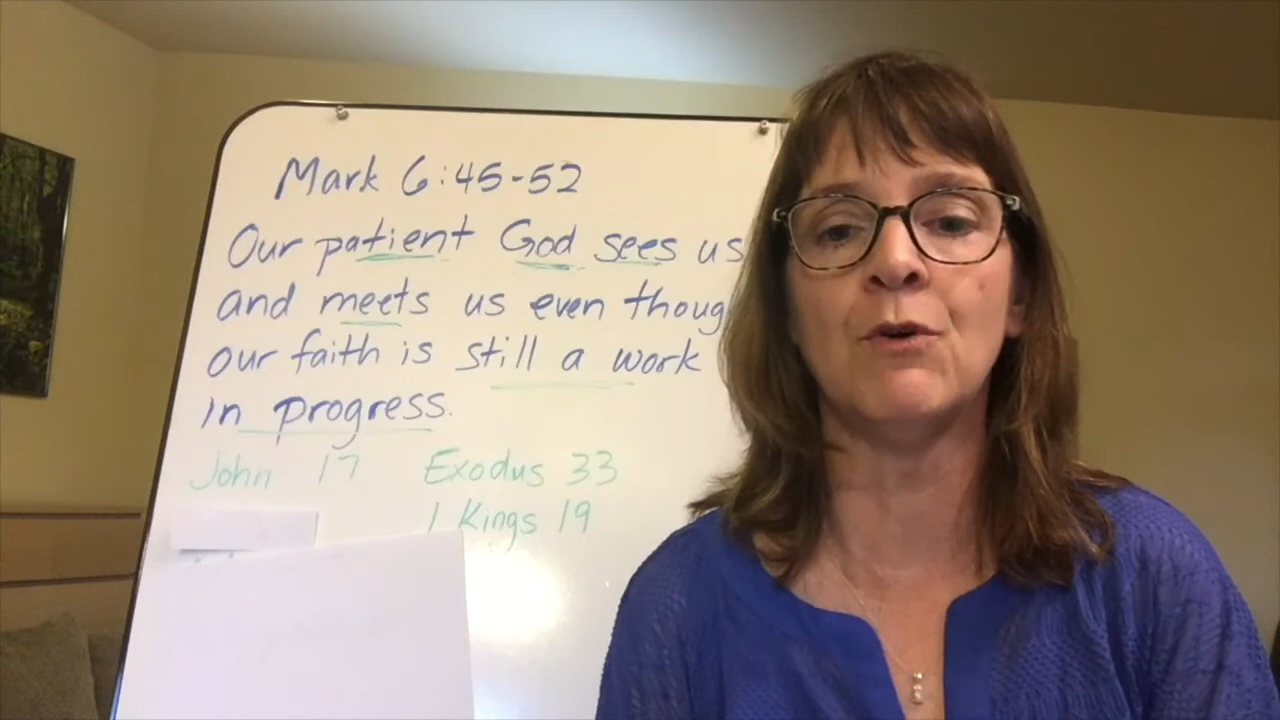 Mark 6:45-52
Our patient God sees us
and meets us even thoug
our faith is still a work
in progress.
John 17 Exodus 33
1 Kings 19